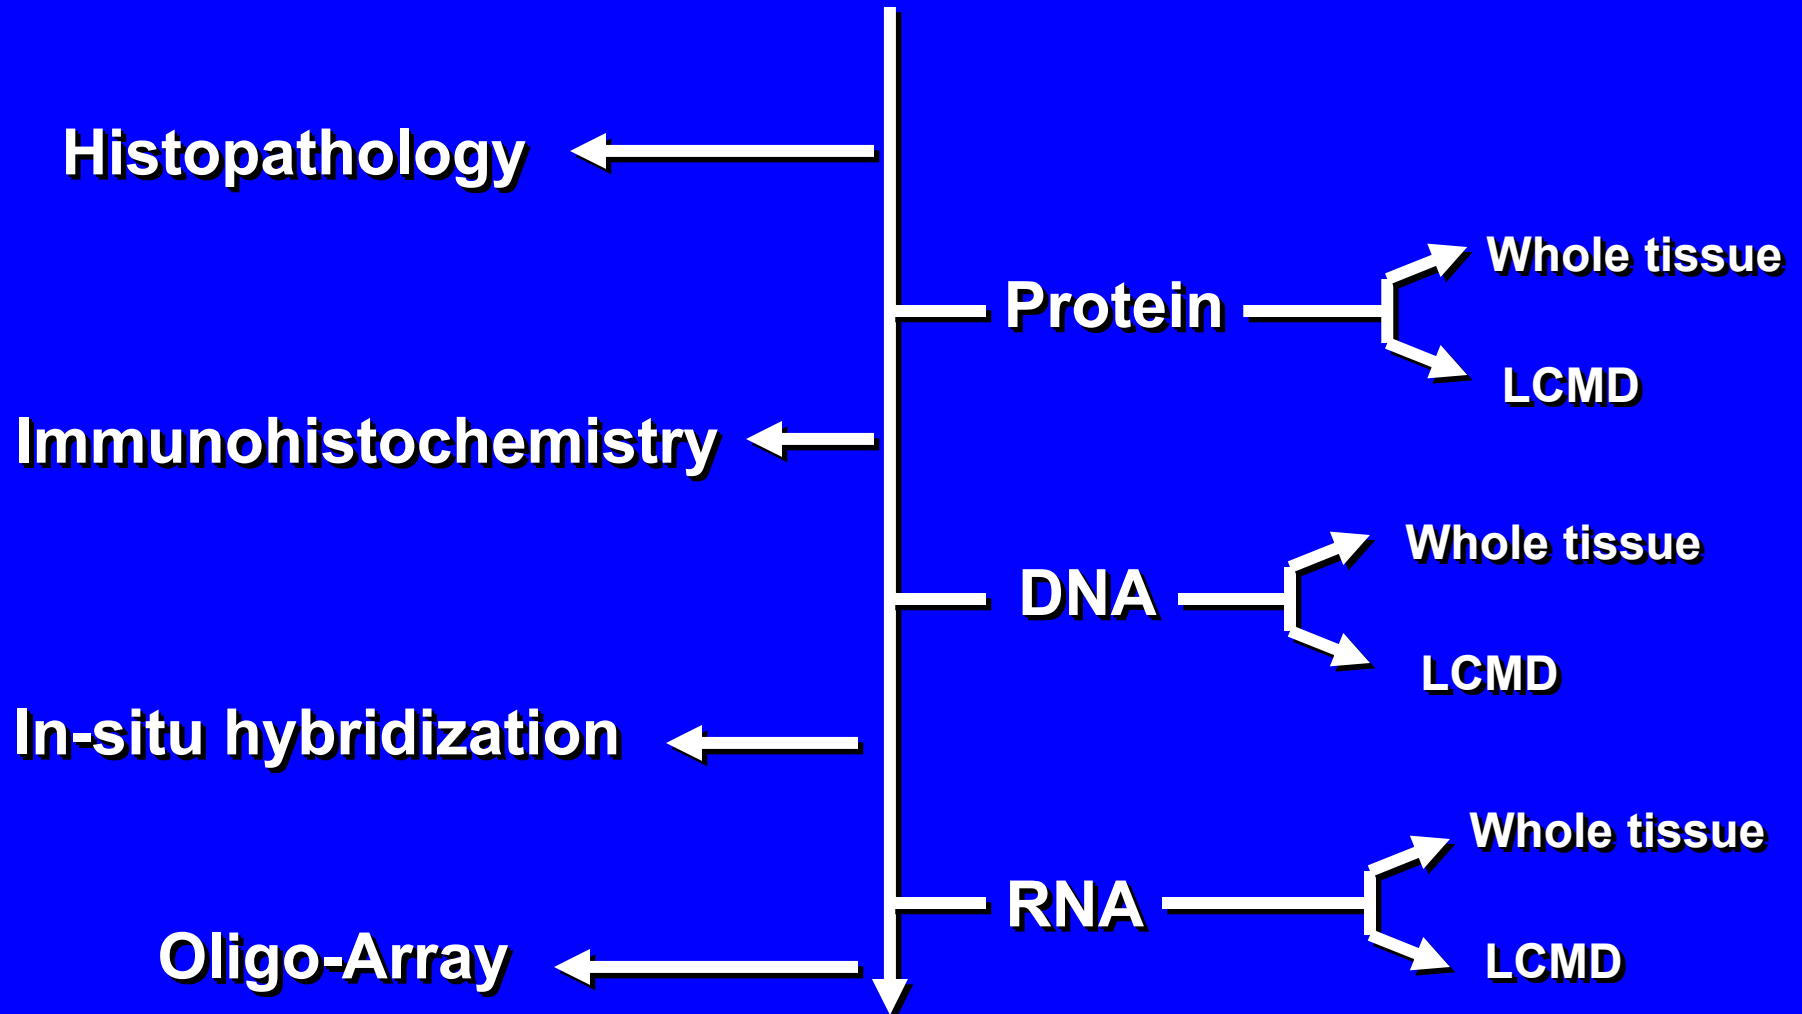 Histopathology
Whole tissue
Protein
LCMD
Immunohistochemistry
Whole tissue
DNA
LCMD
In-situ hybridization
Whole tissue
RNA
LCMD
Oligo-Array